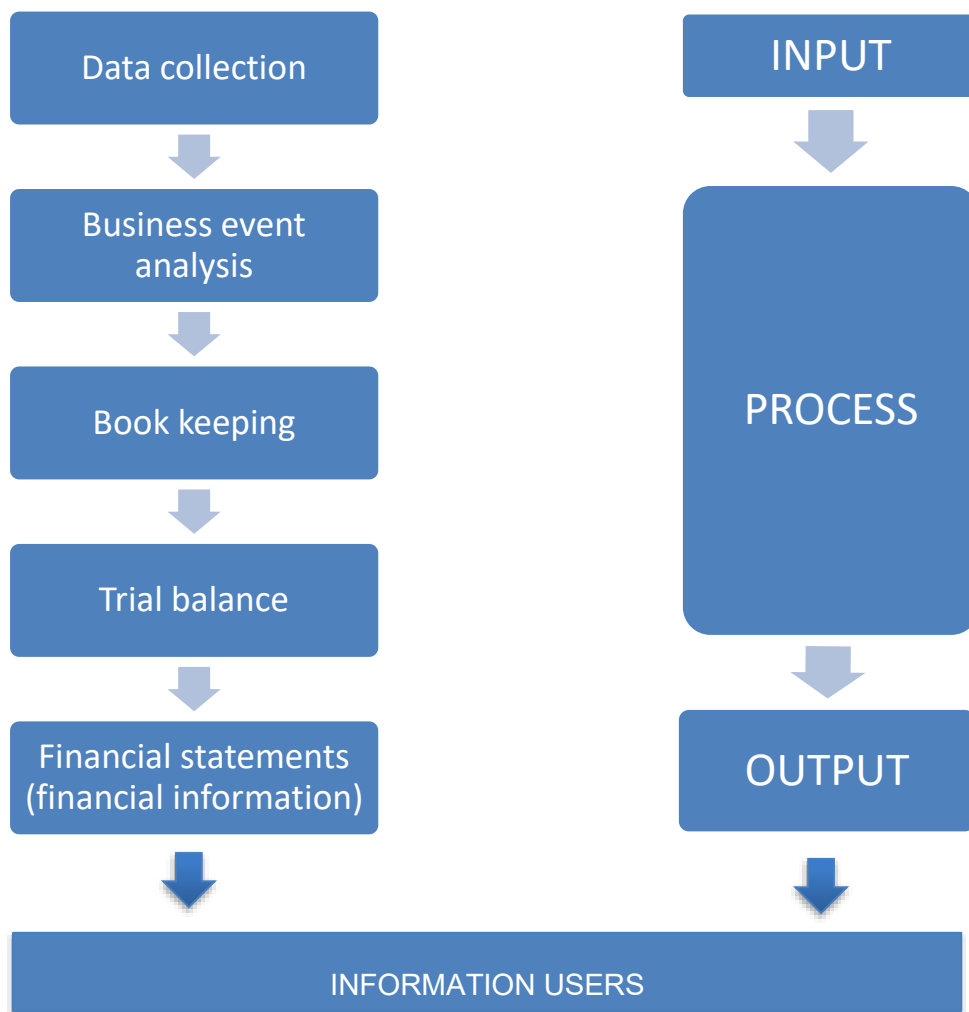 Data collection
Business event
analysis
Book keeping
Trial balance
Financial statements
(financial information)
INPUT
PROCESS
OUTPUT
INFORMATION USERS